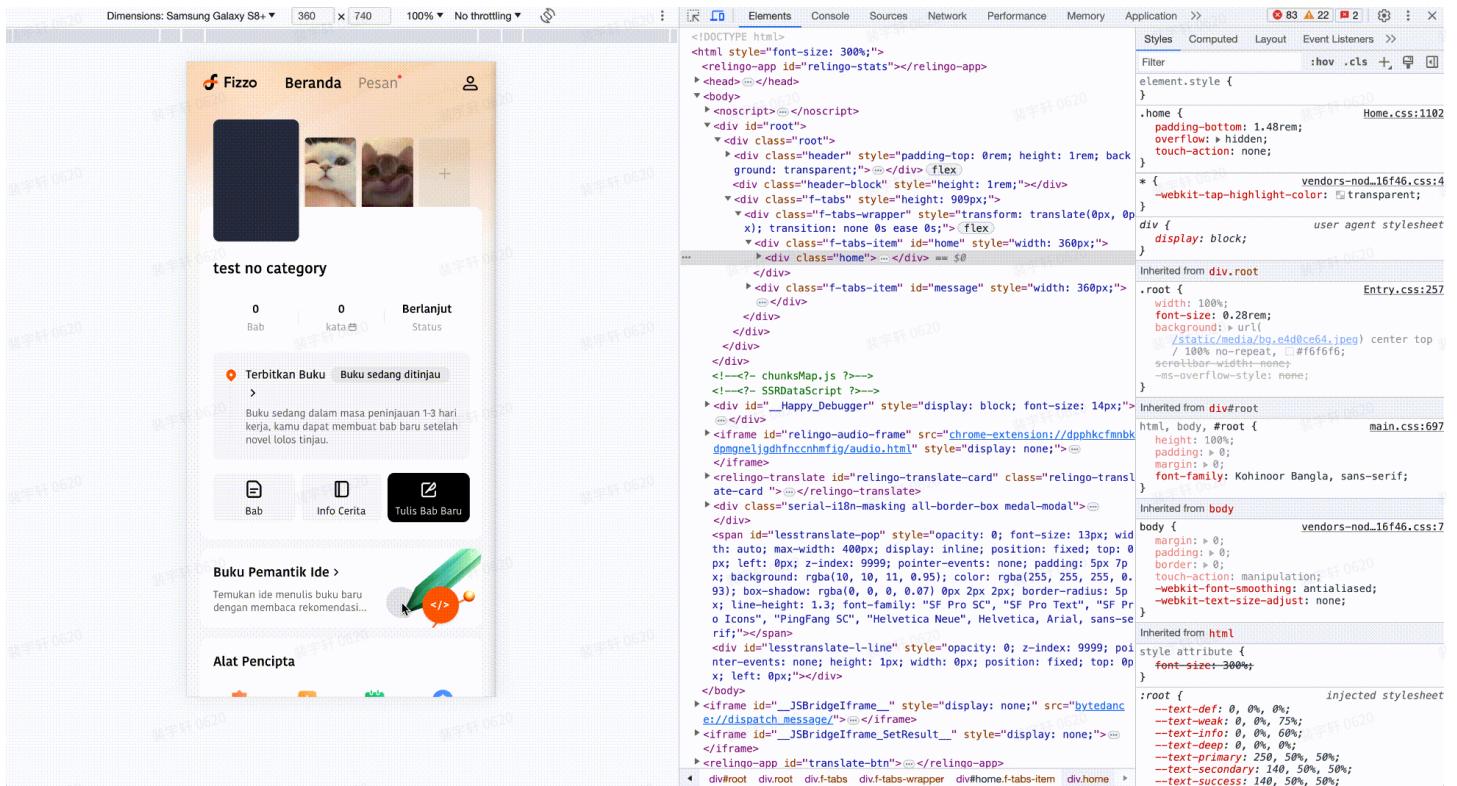 Dimensions: Samsung Galaxy S8+ ▼ 360 x 740 100% ▼ No throttling ▼
Fizzo Beranda Pesan
test no category
0 0 Berlanjut
Bab kata Status
Terbitkan Buku Buku sedang ditinjau
>
Buku sedang dalam masa peninjauan 1-3 hari
kerja, kamu dapat membuat bab baru setelah
novel lolos tinjau.
Bab Info Cerita Tulis Bab Baru
Buku Pemantik Ide >
Temukan ide menulis buku baru
dengan membaca rekomendasi...
</>
Alat Pencipta
Elements Console Sources Network Performance Memory Application >> 83 22 2
<!DOCTYPE html>
<html style="font-size: 300%;">
<relingo-app id="relingo-stats"></relingo-app>
<head>…</head>
<body>
<noscript>…</noscript>
<div id="root">
<div class="root">
<div class="header" style="padding-top: 0rem; height: 1rem; back
ground: transparent;">…</div> flex
<div class="header-block" style="height: 1rem;"></div>
<div class="f-tabs" style="height: 909px;">
<div class="f-tabs-wrapper" style="transform: translate(0px, 0p
x); transition: none 0s ease 0s;"> flex
<div class="f-tabs-item" id="home" style="width: 360px;">
… <div class="home">…</div> == $0
</div>
<div class="f-tabs-item" id="message" style="width: 360px;">
…</div>
</div>
</div>
</div>
</div>
<!--<?- chunksMap.js ?>-->
<!--<?- SSRDataScript ?>-->
<div id="__Happy_Debugger" style="display: block; font-size: 14px;">
…</div>
<iframe id="relingo-audio-frame" src="chrome-extension://dpphkcfmnbk
dpmgneljgdhfnccnhmfig/audio.html" style="display: none;">…
</iframe>
<relingo-translate id="relingo-translate-card" class="relingo-transl
ate-card ">…</relingo-translate>
<div class="serial-i18n-masking all-border-box medal-modal">…
</div>
<span id="lesstranslate-pop" style="opacity: 0; font-size: 13px; wid
th: auto; max-width: 400px; display: inline; position: fixed; top: 0
px; left: 0px; z-index: 9999; pointer-events: none; padding: 5px 7p
x; background: rgba(10, 10, 11, 0.95); color: rgba(255, 255, 255, 0.
93); box-shadow: rgba(0, 0, 0, 0.07) 0px 2px 2px; border-radius: 5p
x; line-height: 1.3; font-family: "SF Pro SC", "SF Pro Text", "SF Pr
o Icons", "PingFang SC", "Helvetica Neue", Helvetica, Arial, sans-se
rif;"></span>
<div id="lesstranslate-l-line" style="opacity: 0; z-index: 9999; poi
nter-events: none; height: 1px; width: 0px; position: fixed; top: 0p
x; left: 0px;"></div>
</body>
<iframe id="__JSBridgeIframe__" style="display: none;" src="bytedanc
e://dispatch_message/">…</iframe>
<iframe id="__JSBridgeIframe_SetResult__" style="display: none;">…
</iframe>
<relingo-app id="translate-btn">…</relingo-app>
div#root div.root div.f-tabs div.f-tabs-wrapper div#home.f-tabs-item div.home
Styles Computed Layout Event Listeners >>
Filter :hov .cls +
element.style {
}
.home { Home.css:1102
padding-bottom: 1.48rem;
overflow: hidden;
touch-action: none;
}
* { vendors-nod…16f46.css:4
-webkit-tap-highlight-color: transparent;
}
div { user agent stylesheet
display: block;
}
Inherited from div.root
.root { Entry.css:257
width: 100%;
font-size: 0.28rem;
background: url(
/static/media/bg.e4d0ce64.jpeg) center top
/ 100% no-repeat, #f6f6f6;
scrollbar-width: none;
-ms-overflow-style: none;
}
Inherited from div#root
html, body, #root { main.css:697
height: 100%;
padding: 0;
margin: 0;
font-family: Kohinoor Bangla, sans-serif;
}
Inherited from body
body { vendors-nod…16f46.css:7
margin: 0;
padding: 0;
border: 0;
touch-action: manipulation;
-webkit-font-smoothing: antialiased;
-webkit-text-size-adjust: none;
}
Inherited from html
style attribute {
font-size: 300%;
}
:root { injected stylesheet
--text-def: 0, 0%, 0%;
--text-weak: 0, 0%, 75%;
--text-info: 0, 0%, 60%;
--text-deep: 0, 0%, 0%;
--text-primary: 250, 50%, 50%;
--text-secondary: 140, 50%, 50%;
--text-success: 140, 50%, 50%;